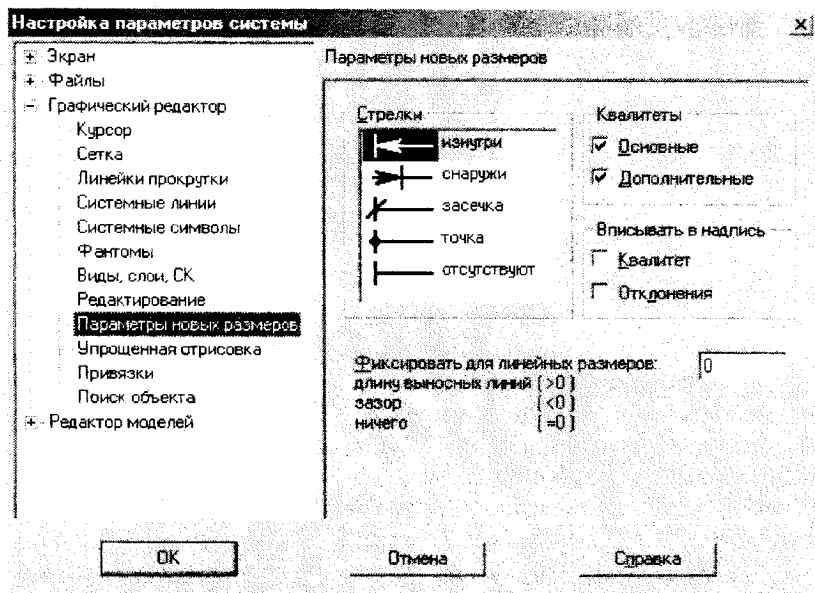 Настройка параметров системы
Экран
Файлы
Графический редактор
Курсор
Сетка
Линейки прокрутки
Системные линии
Системные символы
Фантомы
Виды, слои, СК
Редактирование
Параметры новых размеров
Упрощенная отрисовка
Привязки
Поиск объекта
Редактор моделей
Параметры новых размеров
Стрелки
изнутри
снаружи
засечка
точка
отсутствуют
Квалитеты
Основные
Дополнительные
Вписывать в надпись
Квалитет
Отклонения
Фиксировать для линейных размеров: 0
длину выносных линий ( >0 )
зазор ( <0 )
ничего ( =0 )
OK
Отмена
Справка